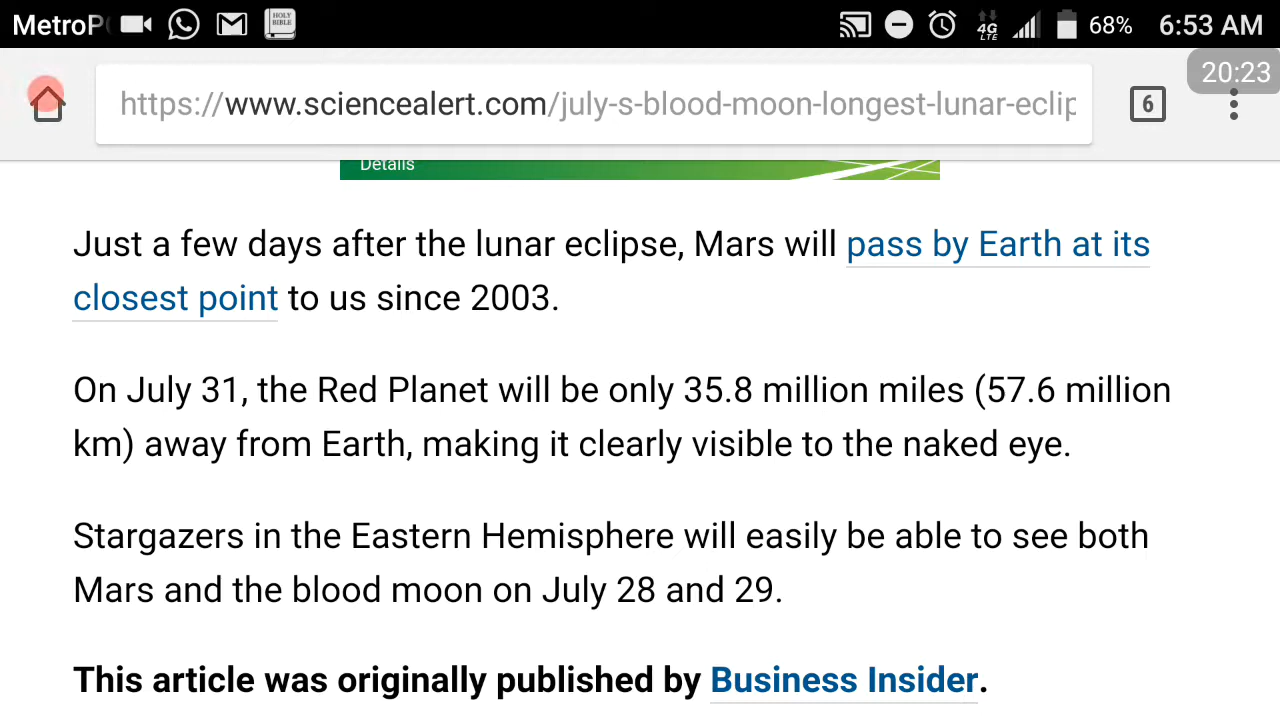 MetroP HOLY BIBLE 4G LTE 68% 6:53 AM
20:23
https://www.sciencealert.com/july-s-blood-moon-longest-lunar-eclip 6
Details
Just a few days after the lunar eclipse, Mars will pass by Earth at its
closest point to us since 2003.
On July 31, the Red Planet will be only 35.8 million miles (57.6 million
km) away from Earth, making it clearly visible to the naked eye.
Stargazers in the Eastern Hemisphere will easily be able to see both
Mars and the blood moon on July 28 and 29.
This article was originally published by Business Insider.